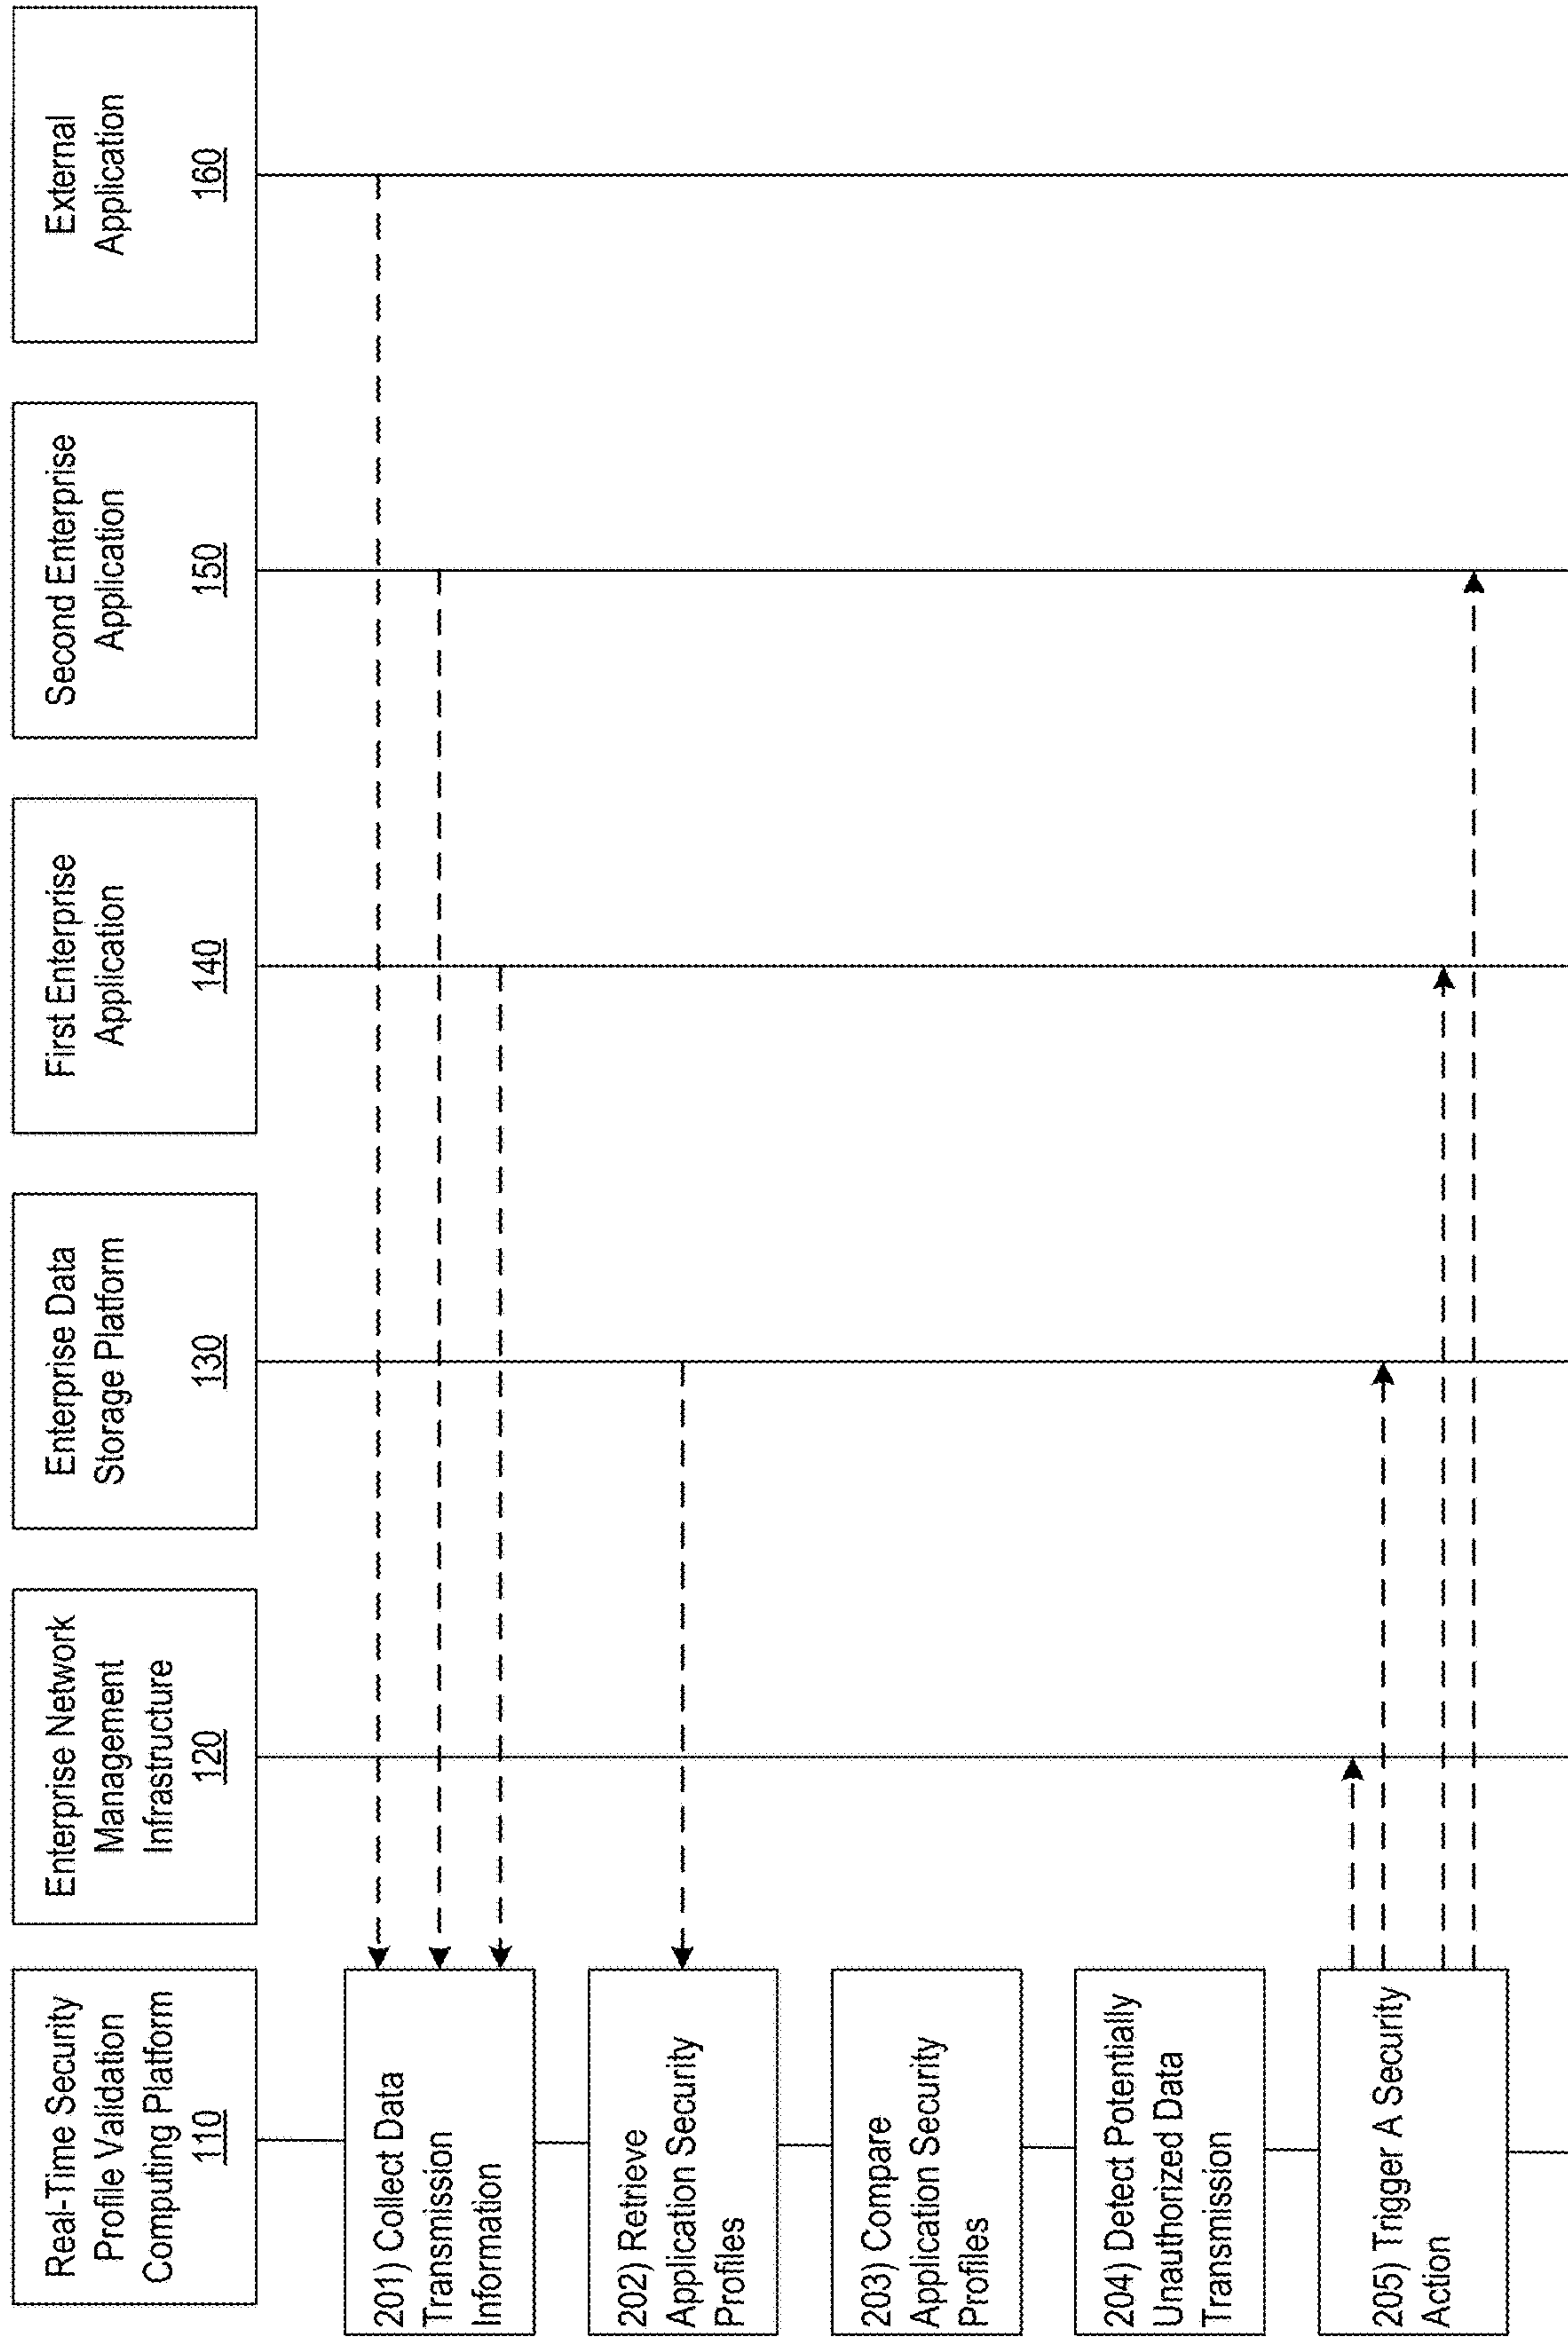 Real-Time Security
Profile Validation
Computing Platform
110
Enterprise Network
Management
Infrastructure
120
Enterprise Data
Storage Platform
130
First Enterprise
Application
140
Second Enterprise
Application
150
External
Application
160
201) Collect Data
Transmission
Information
202) Retrieve
Application Security
Profiles
203) Compare
Application Security
Profiles
204) Detect Potentially
Unauthorized Data
Transmission
205) Trigger A Security
Action